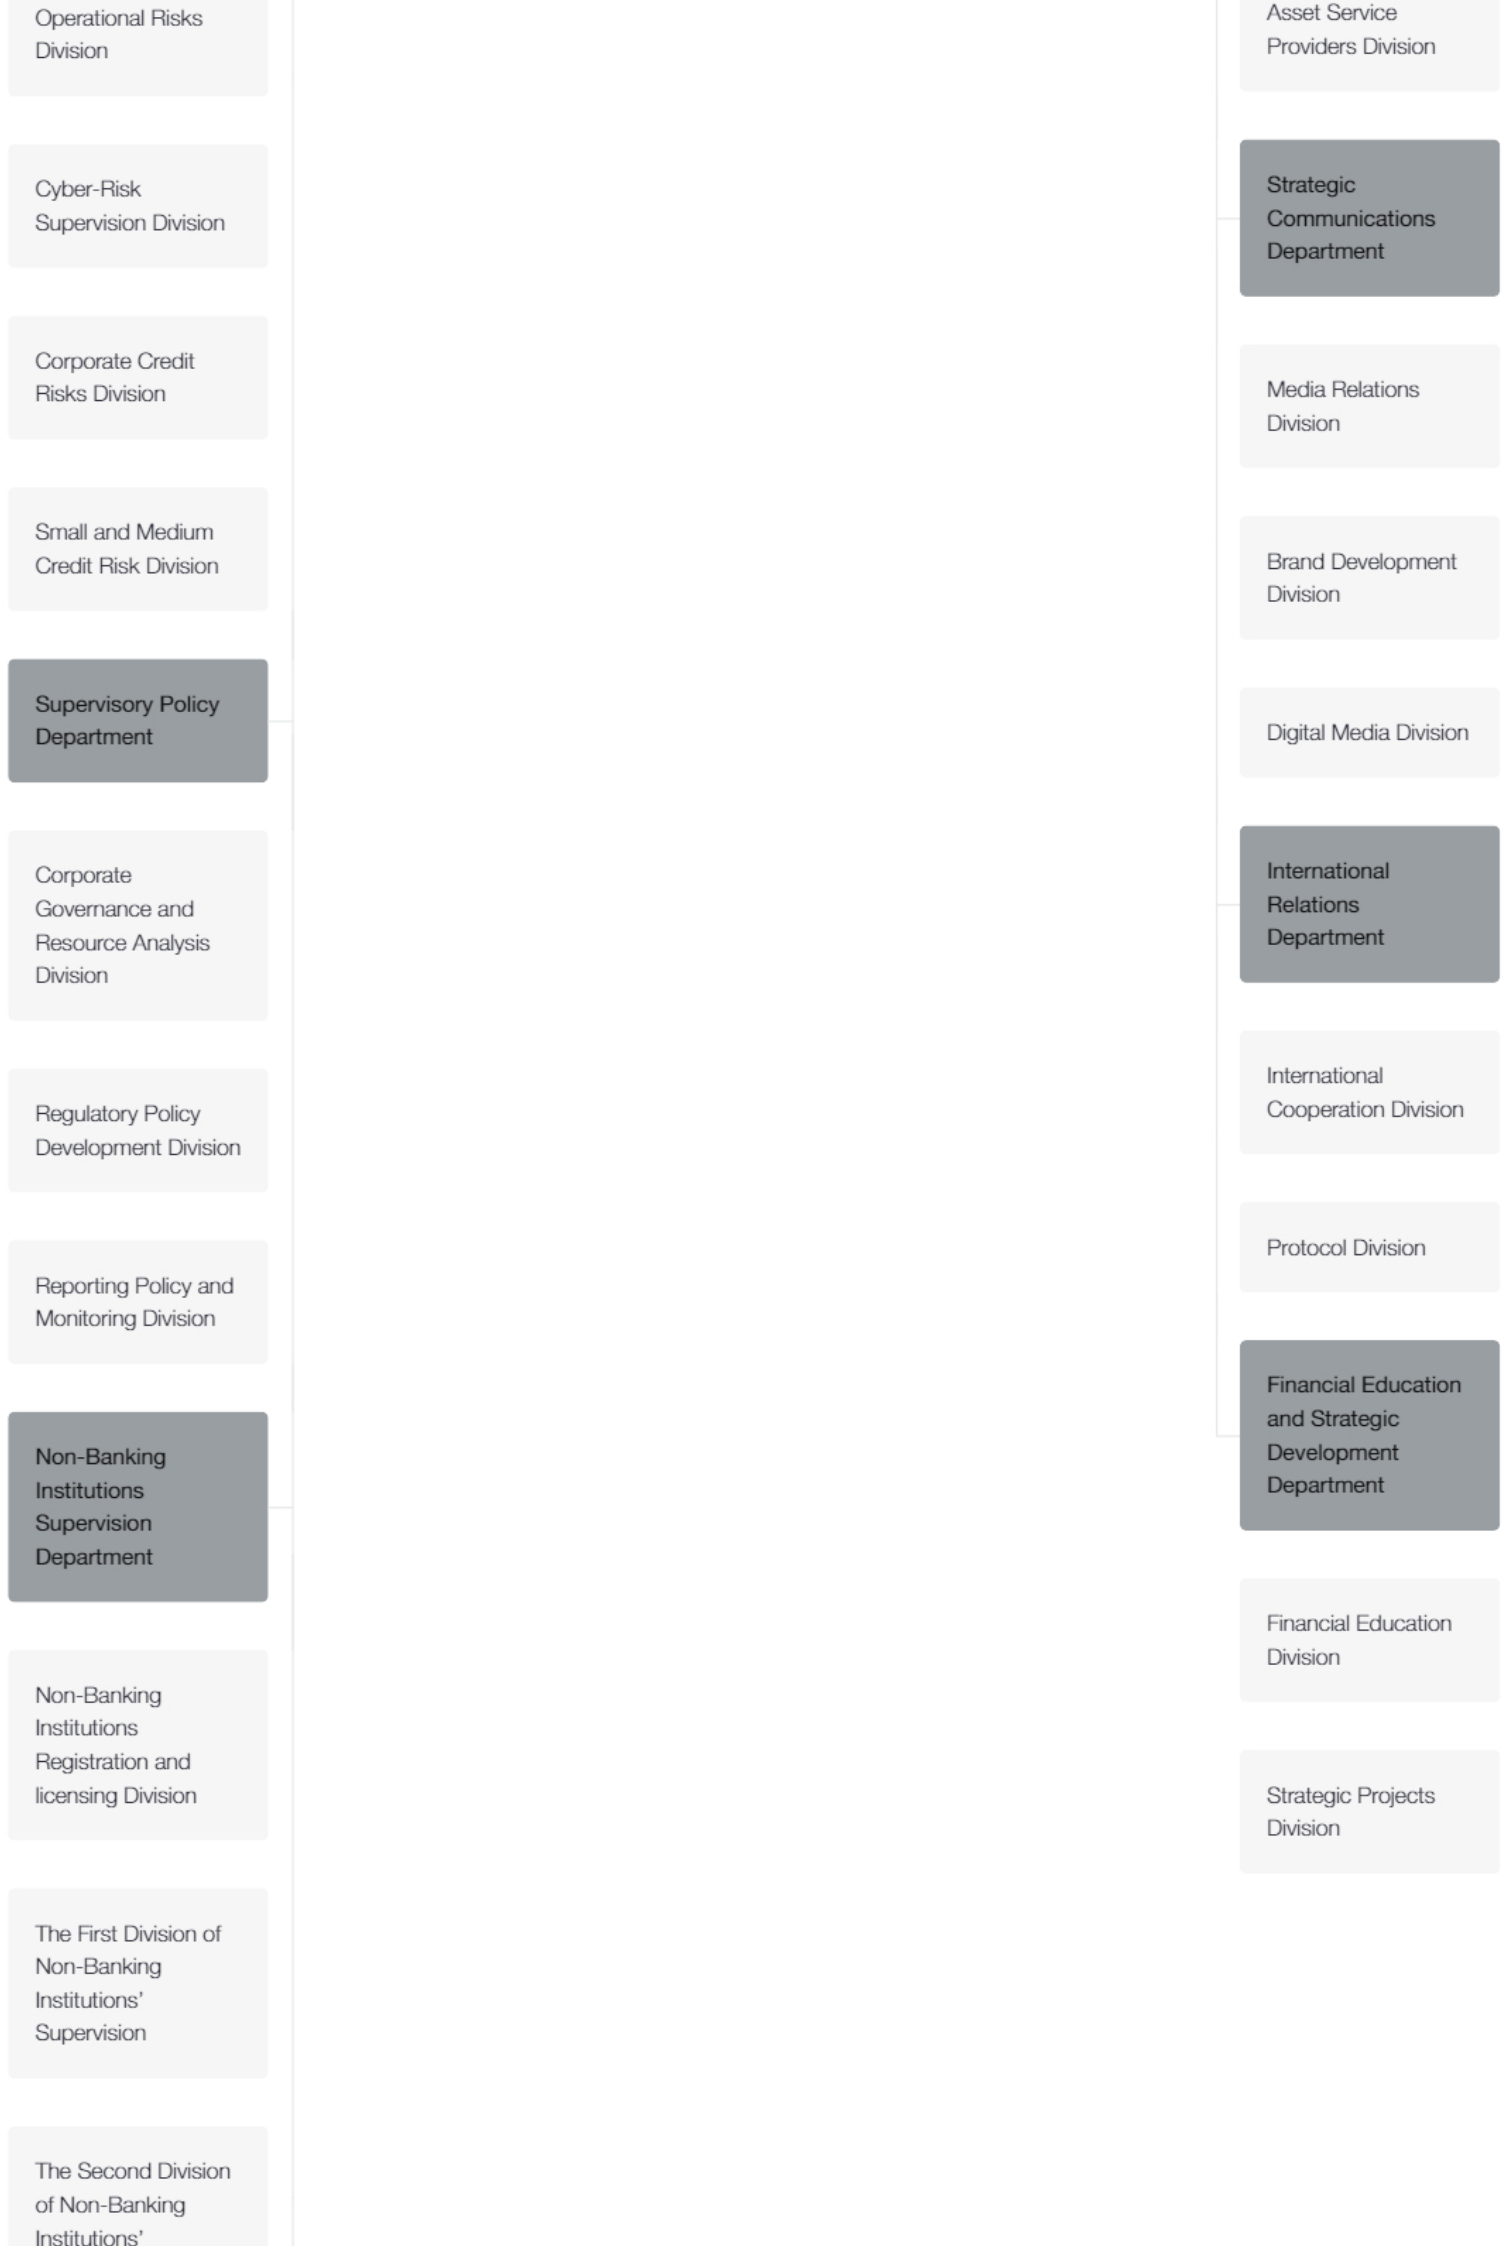 Operational Risks
Division
Cyber-Risk
Supervision Division
Corporate Credit
Risks Division
Small and Medium
Credit Risk Division
Supervisory Policy
Department
Corporate
Governance and
Resource Analysis
Division
Regulatory Policy
Development Division
Reporting Policy and
Monitoring Division
Non-Banking
Institutions
Supervision
Department
Non-Banking
Institutions
Registration and
licensing Division
The First Division of
Non-Banking
Institutions’
Supervision
The Second Division
of Non-Banking
Institutions’
Asset Service
Providers Division
Strategic
Communications
Department
Media Relations
Division
Brand Development
Division
Digital Media Division
International
Relations
Department
International
Cooperation Division
Protocol Division
Financial Education
and Strategic
Development
Department
Financial Education
Division
Strategic Projects
Division